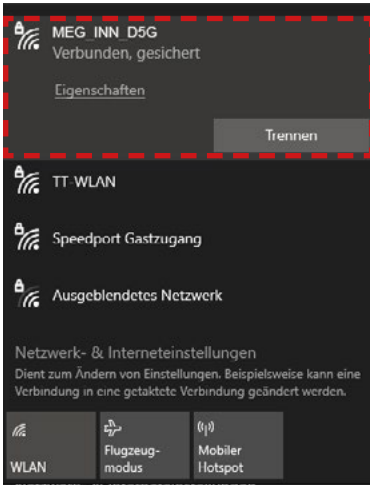 MEG_INN_D5G
Verbunden, gesichert
Eigenschaften
Trennen
TT-WLAN
Speedport Gastzugang
Ausgeblendetes Netzwerk
Netzwerk- & Interneteinstellungen
Dient zum Ändern von Einstellungen. Beispielsweise kann eine
Verbindung in eine getaktete Verbindung geändert werden.
WLAN
Flugzeug-
modus
Mobiler
Hotspot